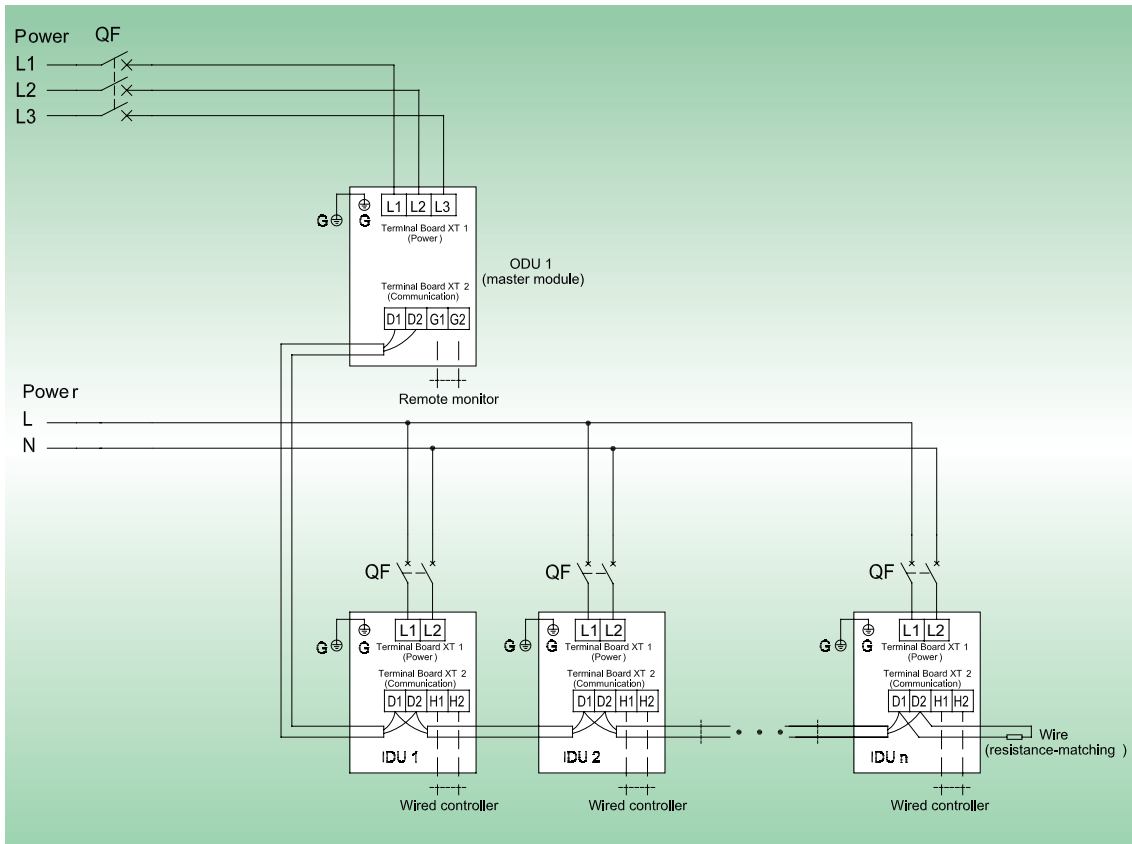 Power QF
L1
L2
L3
G G L1 L2 L3
Terminal Board XT 1
(Power)
ODU 1
(master module)
Terminal Board XT 2
(Communication)
D1 D2 G1 G2
Remote monitor
Power
L
N
QF QF QF
G G L1 L2 G G L1 L2 G G L1 L2
Terminal Board XT 1 Terminal Board XT 1 Terminal Board XT 1
(Power) (Power) (Power)
Terminal Board XT 2 Terminal Board XT 2 Terminal Board XT 2
(Communication) (Communication) (Communication)
D1 D2 H1 H2 D1 D2 H1 H2 D1 D2 H1 H2
Wire
(resistance-matching )
IDU 1 IDU 2 IDU n
Wired controller Wired controller Wired controller